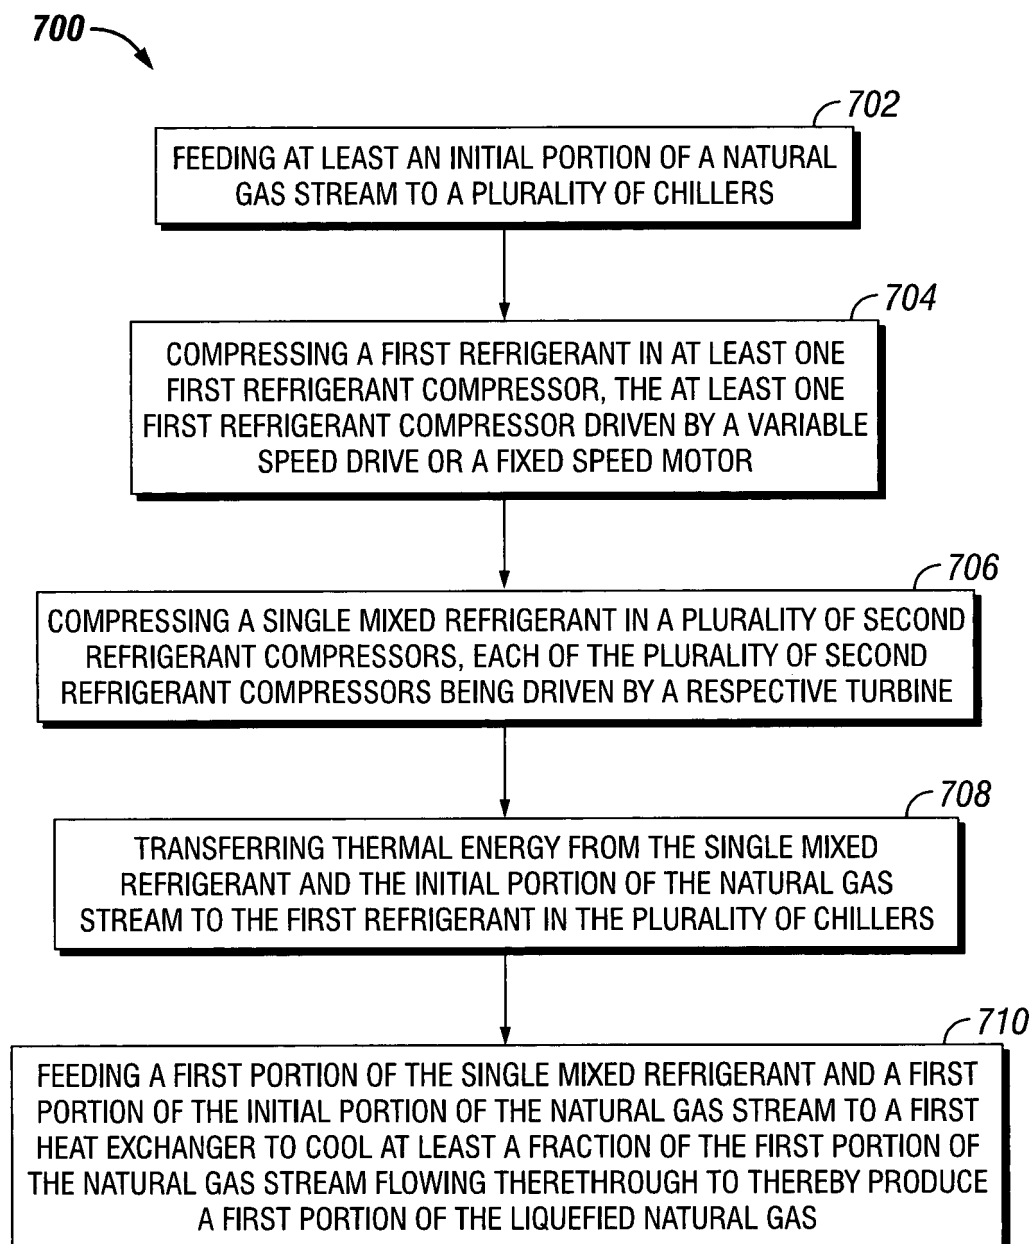 700
702
FEEDING AT LEAST AN INITIAL PORTION OF A NATURAL
GAS STREAM TO A PLURALITY OF CHILLERS
704
COMPRESSING A FIRST REFRIGERANT IN AT LEAST ONE
FIRST REFRIGERANT COMPRESSOR, THE AT LEAST ONE
FIRST REFRIGERANT COMPRESSOR DRIVEN BY A VARIABLE
SPEED DRIVE OR A FIXED SPEED MOTOR
706
COMPRESSING A SINGLE MIXED REFRIGERANT IN A PLURALITY OF SECOND
REFRIGERANT COMPRESSORS, EACH OF THE PLURALITY OF SECOND
REFRIGERANT COMPRESSORS BEING DRIVEN BY A RESPECTIVE TURBINE
708
TRANSFERRING THERMAL ENERGY FROM THE SINGLE MIXED
REFRIGERANT AND THE INITIAL PORTION OF THE NATURAL GAS
STREAM TO THE FIRST REFRIGERANT IN THE PLURALITY OF CHILLERS
710
FEEDING A FIRST PORTION OF THE SINGLE MIXED REFRIGERANT AND A FIRST
PORTION OF THE INITIAL PORTION OF THE NATURAL GAS STREAM TO A FIRST
HEAT EXCHANGER TO COOL AT LEAST A FRACTION OF THE FIRST PORTION OF
THE NATURAL GAS STREAM FLOWING THERETHROUGH TO THEREBY PRODUCE
A FIRST PORTION OF THE LIQUEFIED NATURAL GAS